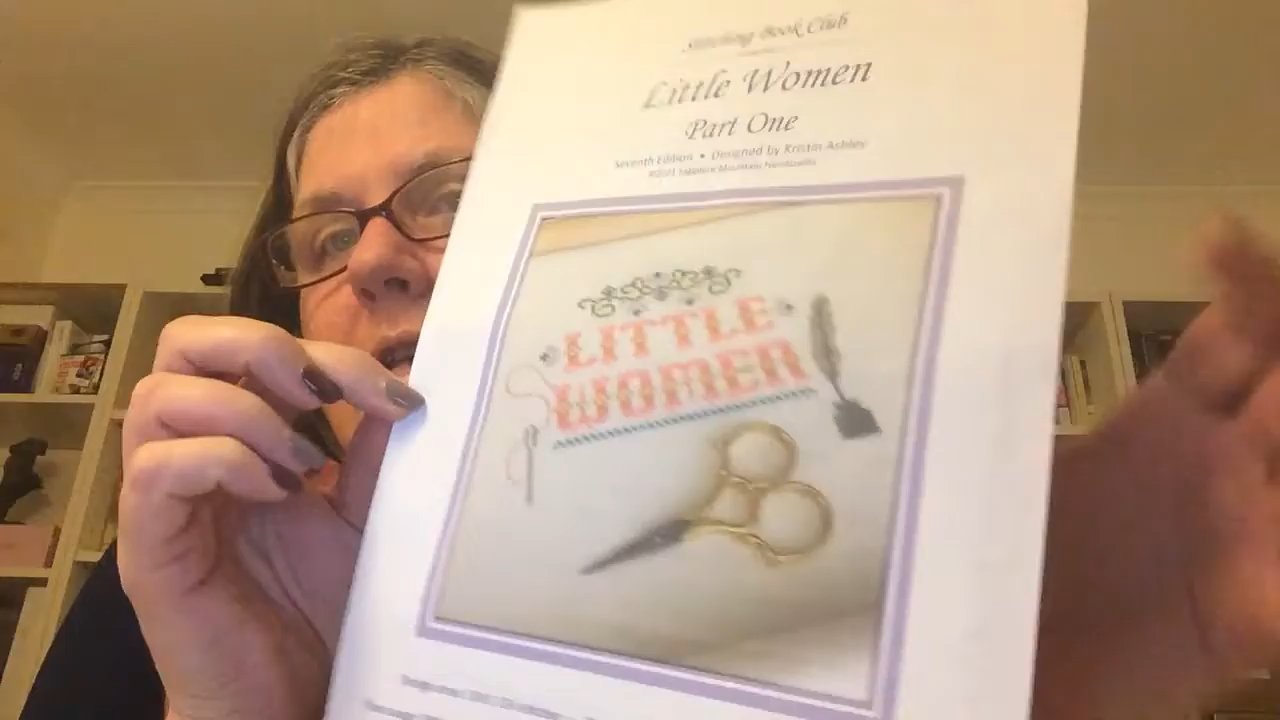 Stitching Book Club
Little Women
Part One
Seventh Edition • Designed by Kristin Ashley
LITTLE
WOMEN